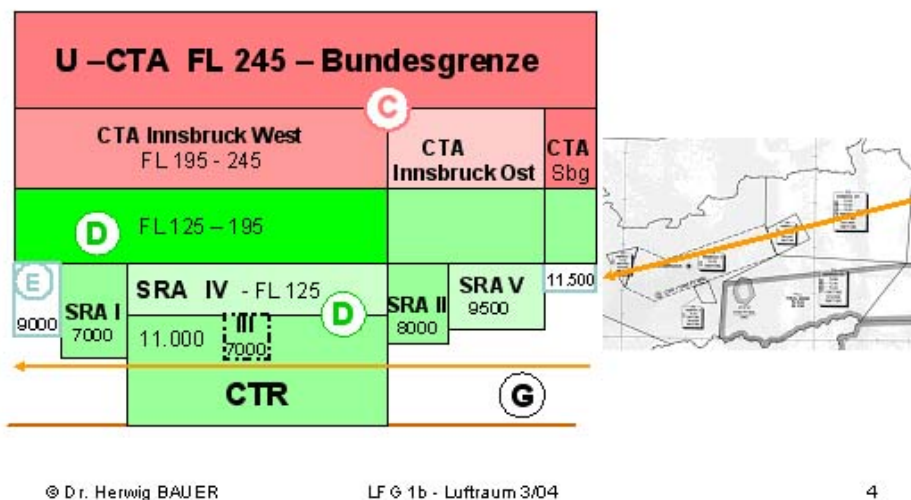 U –CTA FL 245 – Bundesgrenze
C
CTA Innsbruck West
FL 195 - 245
CTA
Innsbruck Ost
CTA
Sbg
D
FL 125 – 195
E
9000
SRA I
7000
SRA IV - FL 125
11.000
III
7000
D
SRA II
8000
SRA V
9500
11.500
CTR
G
© Dr. Herwig BAUER
LFG 1b - Luftraum 3/04
4